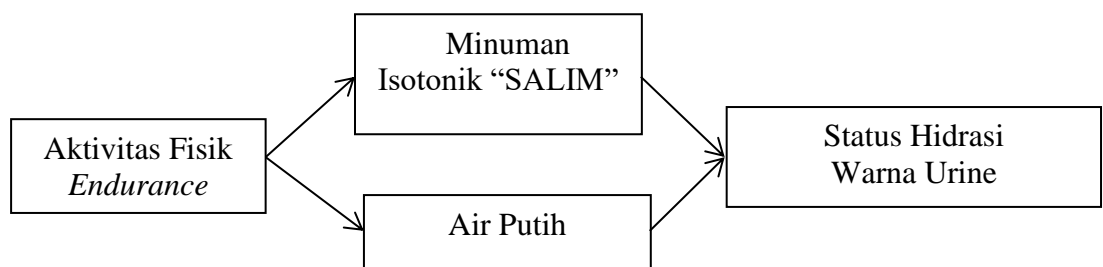 Aktivitas Fisik
Endurance
Minuman
Isotonik “SALIM”
Air Putih
Status Hidrasi
Warna Urine